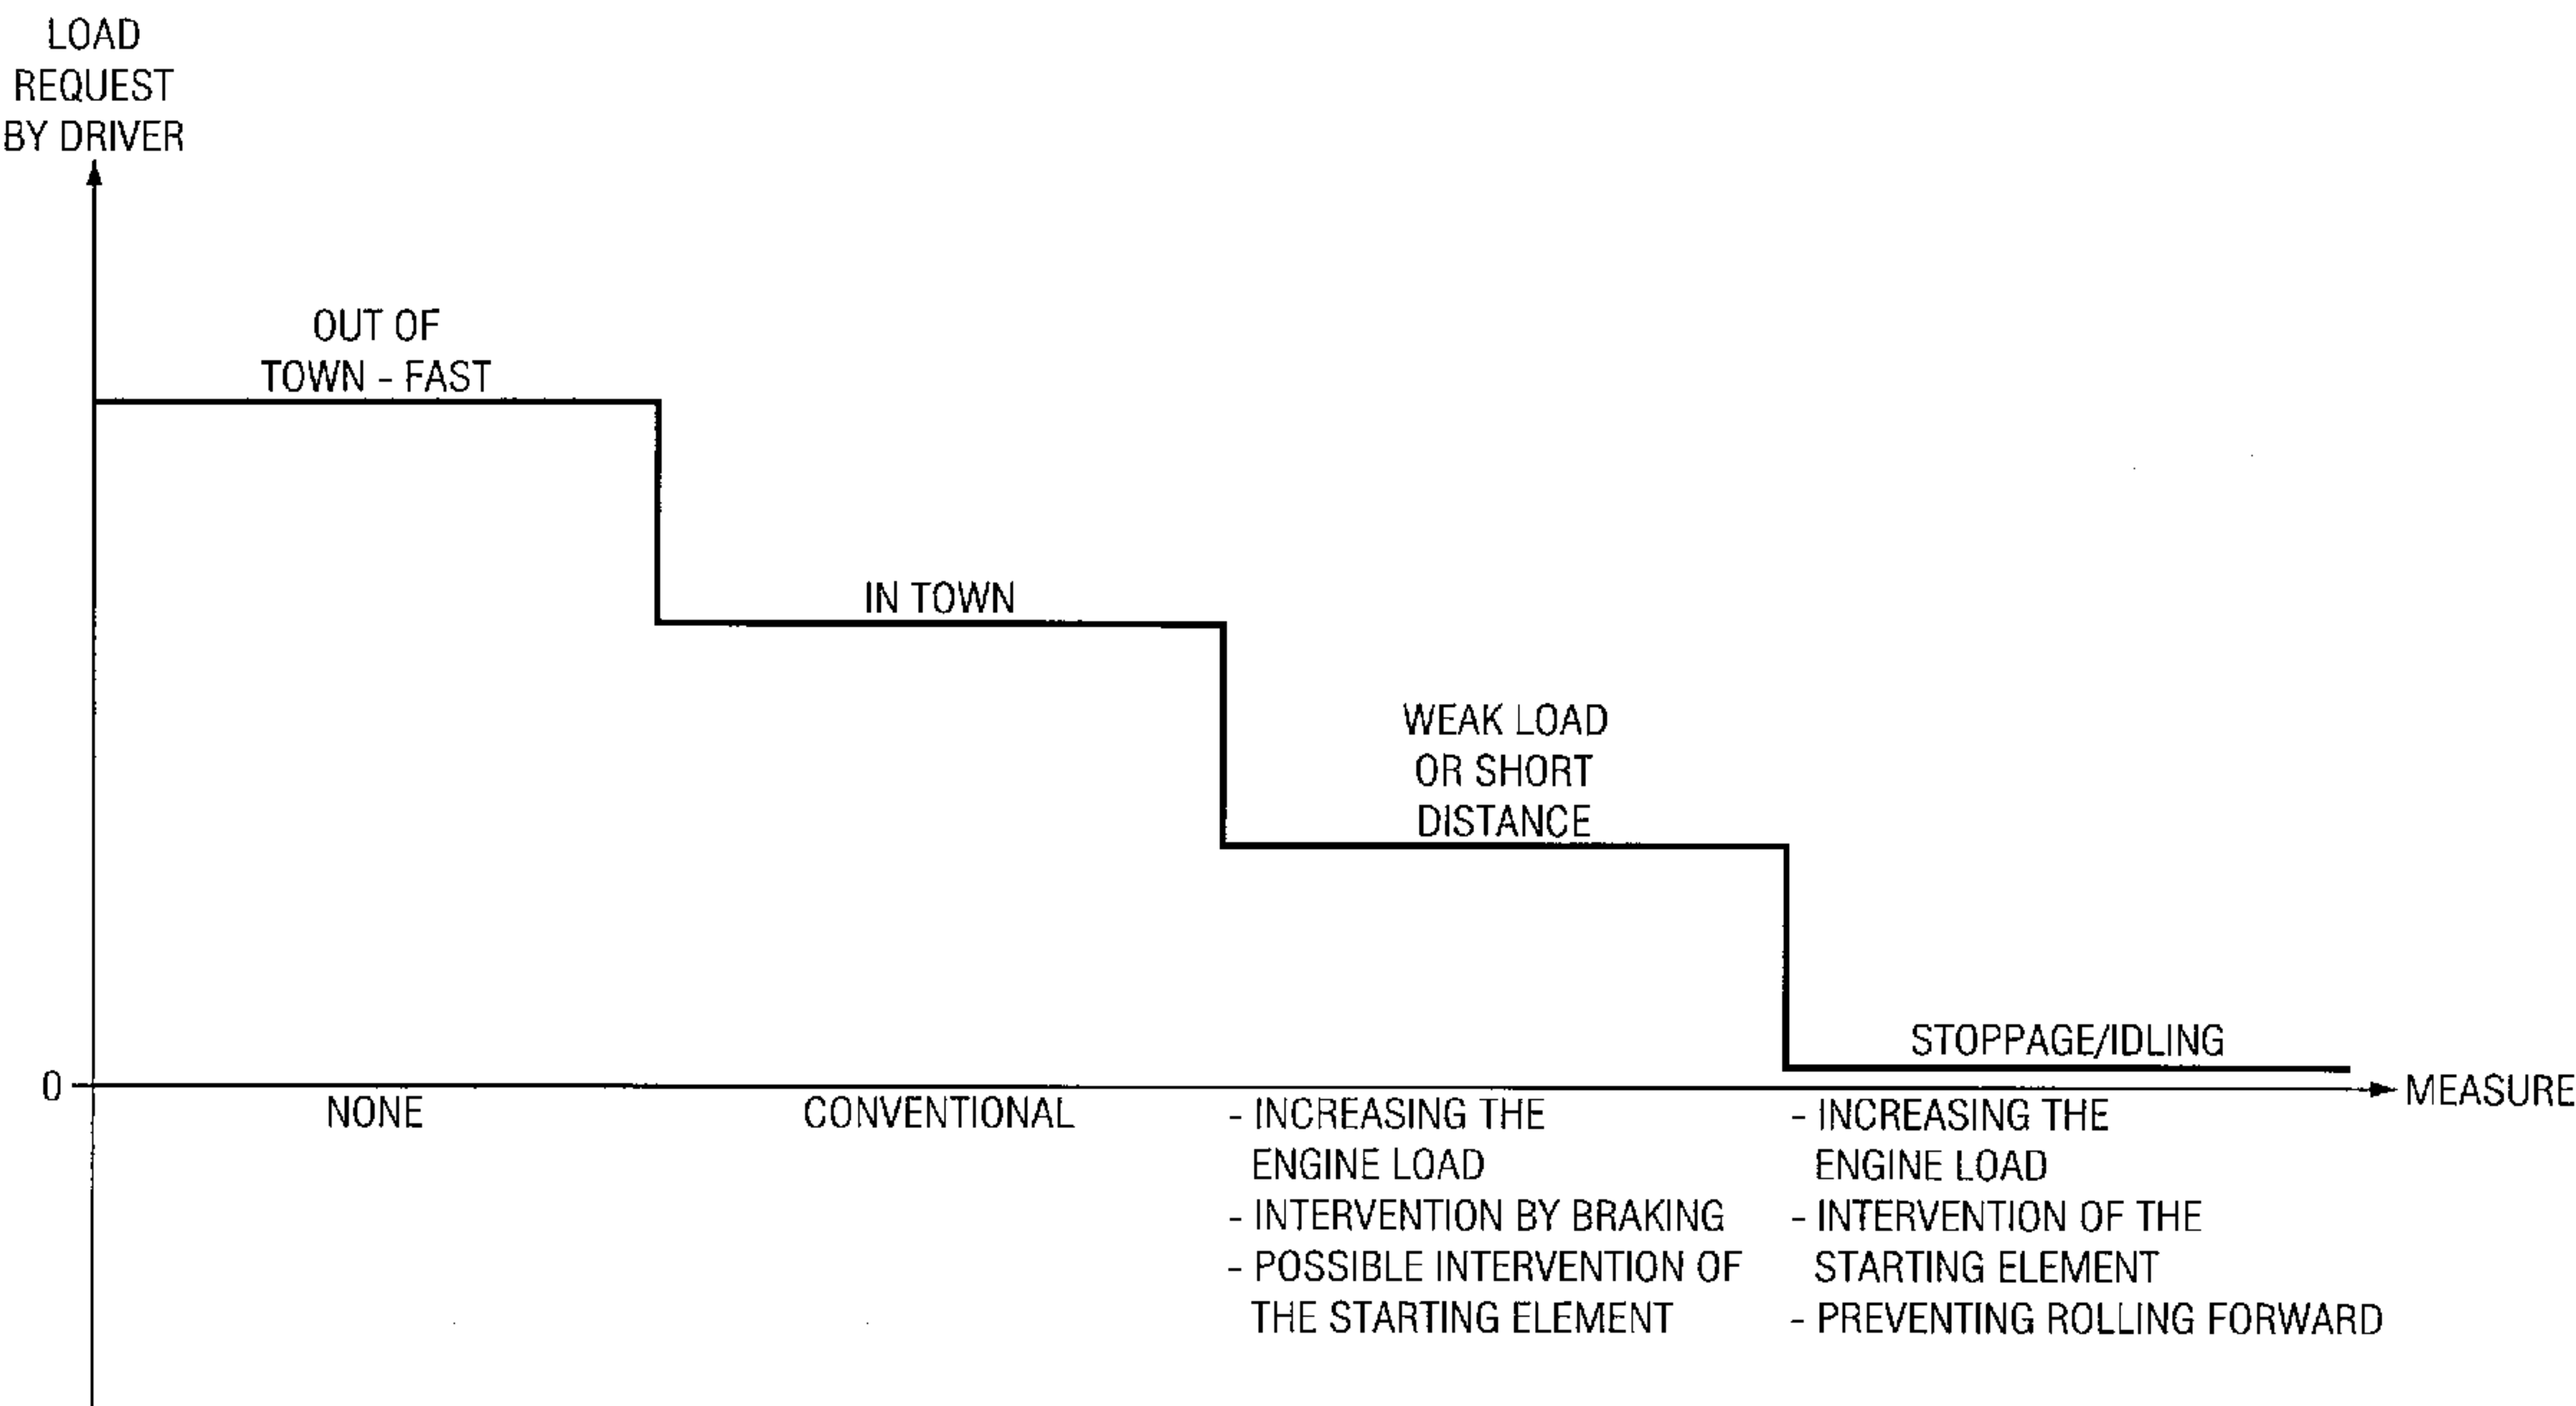 LOAD
REQUEST
BY DRIVER
OUT OF
TOWN - FAST
IN TOWN
WEAK LOAD
OR SHORT
DISTANCE
STOPPAGE/IDLING
0
MEASURE
NONE
CONVENTIONAL
- INCREASING THE
ENGINE LOAD
- INTERVENTION BY BRAKING
- POSSIBLE INTERVENTION OF
THE STARTING ELEMENT
- INCREASING THE
ENGINE LOAD
- INTERVENTION OF THE
STARTING ELEMENT
- PREVENTING ROLLING FORWARD